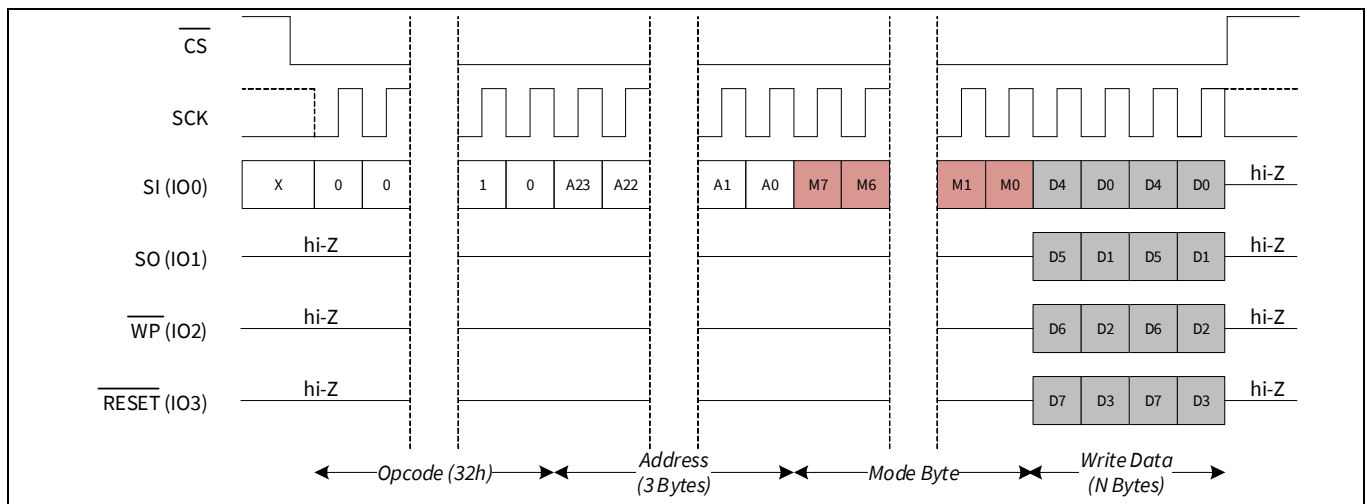 CS
SCK
SI (IO0) X 0 0 1 0 A23 A22 A1 A0 M7 M6 M1 M0 D4 D0 D4 D0 hi-Z
SO (IO1) hi-Z D5 D1 D5 D1 hi-Z
WP (IO2) hi-Z D6 D2 D6 D2 hi-Z
RESET (IO3) hi-Z D7 D3 D7 D3 hi-Z
Opcode (32h) Address Mode Byte Write Data
(3 Bytes) (N Bytes)